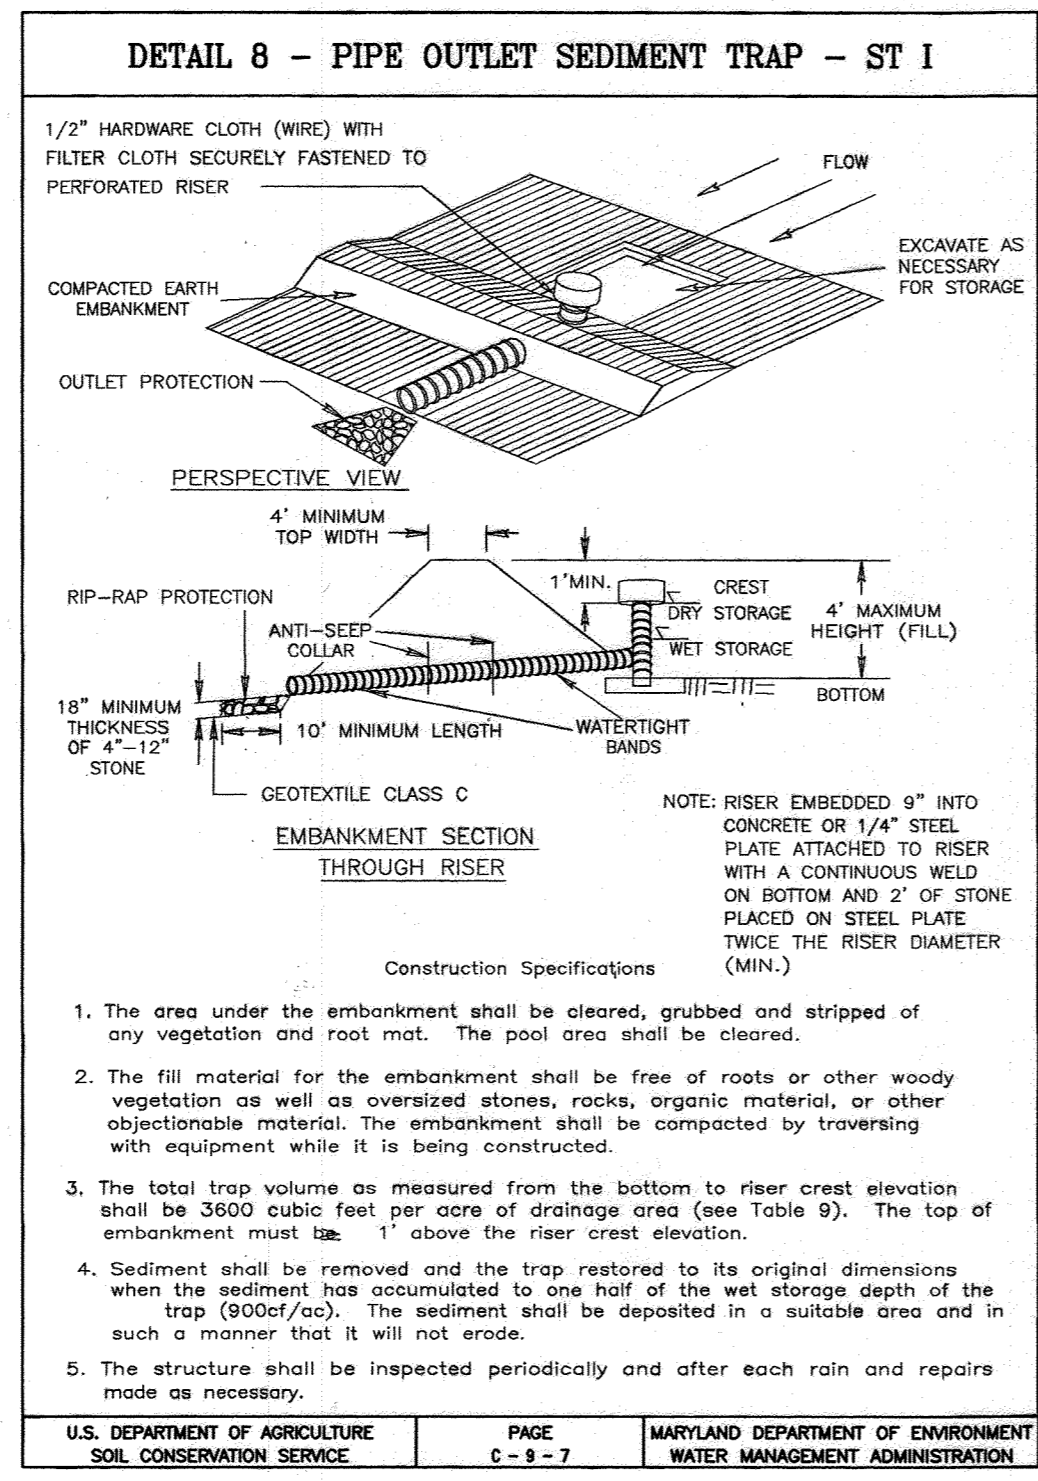 DETAIL 8 - PIPE OUTLET SEDIMENT TRAP - ST I
1/2" HARDWARE CLOTH (WIRE) WITH
FILTER CLOTH SECURELY FASTENED TO
PERFORATED RISER
FLOW
EXCAVATE AS
NECESSARY
FOR STORAGE
COMPACTED EARTH
EMBANKMENT
OUTLET PROTECTION
PERSPECTIVE VIEW
4' MINIMUM
TOP WIDTH
1'MIN.
CREST
DRY STORAGE
WET STORAGE
4' MAXIMUM
HEIGHT (FILL)
BOTTOM
RIP-RAP PROTECTION
ANTI-SEEP
COLLAR
18" MINIMUM
THICKNESS
OF 4"-12"
STONE
10' MINIMUM LENGTH
WATERTIGHT
BANDS
GEOTEXTILE CLASS C
EMBANKMENT SECTION
THROUGH RISER
NOTE: RISER EMBEDDED 9" INTO
CONCRETE OR 1/4" STEEL
PLATE ATTACHED TO RISER
WITH A CONTINUOUS WELD
ON BOTTOM AND 2' OF STONE
PLACED ON STEEL PLATE
TWICE THE RISER DIAMETER
(MIN.)
Construction Specifications
1. The area under the embankment shall be cleared, grubbed and stripped of
any vegetation and root mat. The pool area shall be cleared.
2. The fill material for the embankment shall be free of roots or other woody
vegetation as well as oversized stones, rocks, organic material, or other
objectionable material. The embankment shall be compacted by traversing
with equipment while it is being constructed.
3. The total trap volume as measured from the bottom to riser crest elevation
shall be 3600 cubic feet per acre of drainage area (see Table 9). The top of
embankment must be 1' above the riser crest elevation.
4. Sediment shall be removed and the trap restored to its original dimensions
when the sediment has accumulated to one half of the wet storage depth of the
trap (900cf/ac). The sediment shall be deposited in a suitable area and in
such a manner that it will not erode.
5. The structure shall be inspected periodically and after each rain and repairs
made as necessary.
U.S. DEPARTMENT OF AGRICULTURE
SOIL CONSERVATION SERVICE
PAGE
C - 9 - 7
MARYLAND DEPARTMENT OF ENVIRONMENT
WATER MANAGEMENT ADMINISTRATION